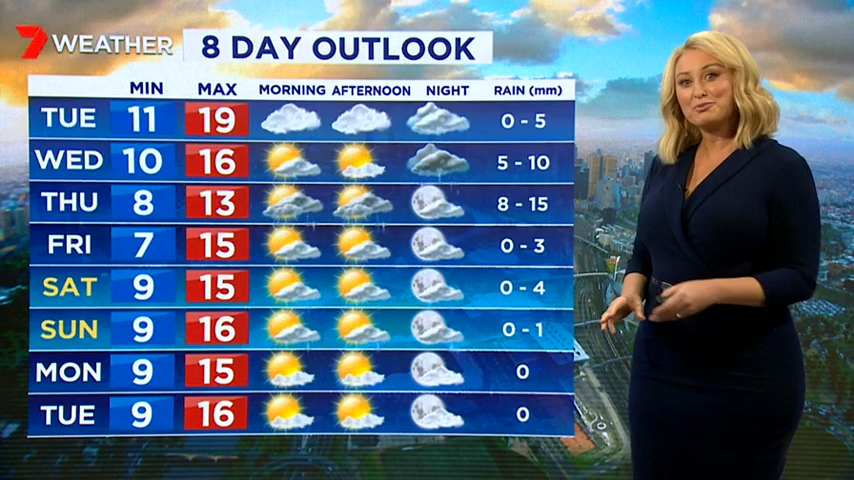 7 WEATHER 8 DAY OUTLOOK
MIN MAX MORNING AFTERNOON NIGHT RAIN (mm)
TUE 11 19 0 - 5
WED 10 16 5 - 10
THU 8 13 8 - 15
FRI 7 15 0 - 3
SAT 9 15 0 - 4
SUN 9 16 0 - 1
MON 9 15 0
TUE 9 16 0